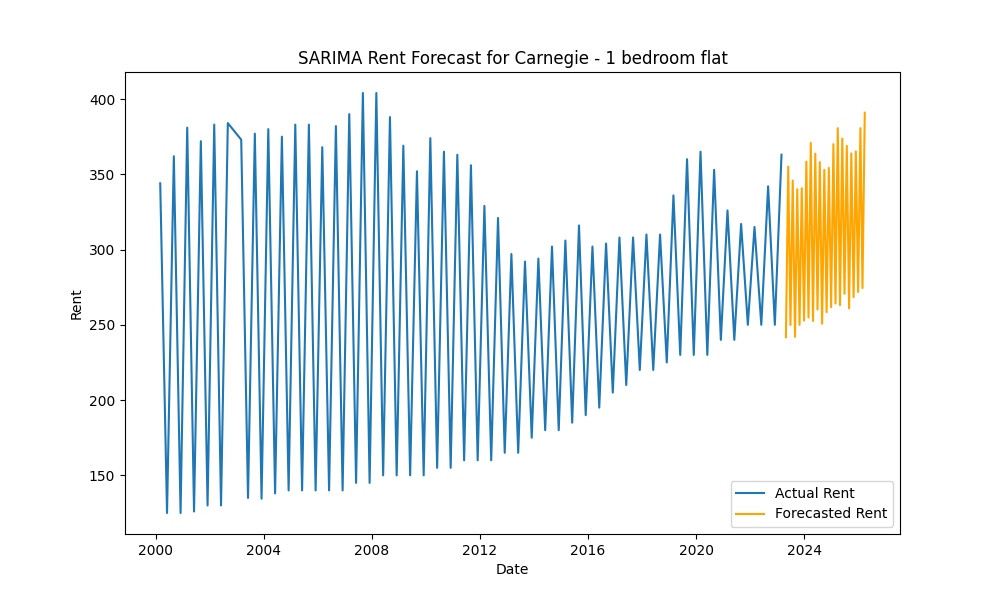 SARIMA Rent Forecast for Carnegie - 1 bedroom flat
400
350
300
250
200
150
Rent
2000 2004 2008 2012 2016 2020 2024
Date
Actual Rent
Forecasted Rent